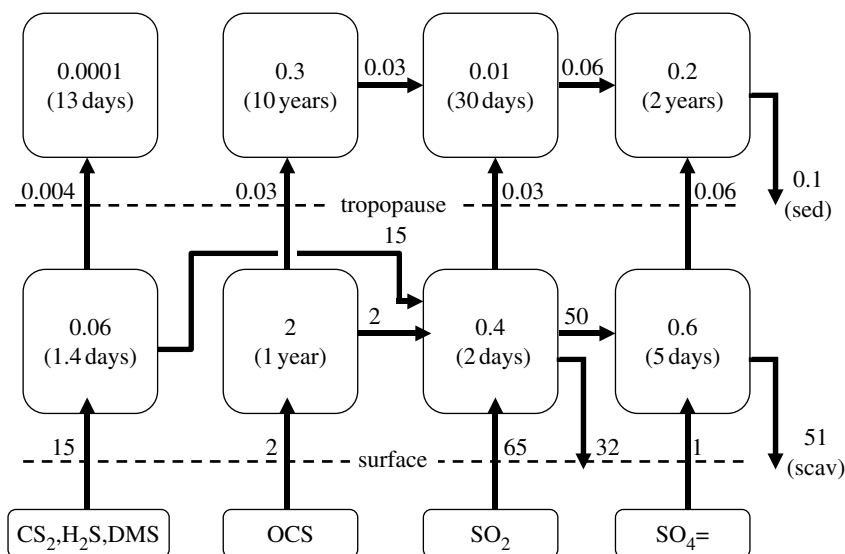 0.0001
(13 days)
0.3
(10 years)
0.03
0.01
(30 days)
0.06
0.2
(2 years)
0.004
0.03
tropopause
0.03
0.06
0.1
(sed)
15
0.06
(1.4 days)
2
(1 year)
2
0.4
(2 days)
50
0.6
(5 days)
15
2
surface
65
32
1
51
(scav)
CS₂,H₂S,DMS
OCS
SO₂
SO₄=